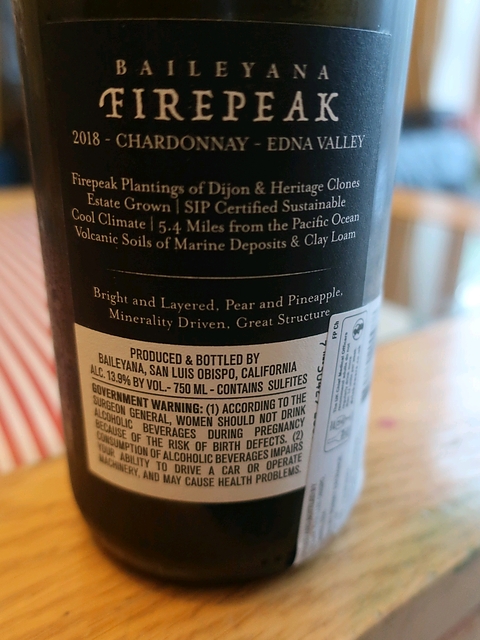 BAILEYANA
FIREPEAK
2018 - CHARDONNAY - EDNA VALLEY
Firepeak Plantings of Dijon & Heritage Clones
Estate Grown | SIP Certified Sustainable
Cool Climate | 5.4 Miles from the Pacific Ocean
Volcanic Soils of Marine Deposits & Clay Loam
Bright and Layered, Pear and Pineapple,
Minerality Driven, Great Structure
PRODUCED & BOTTLED BY
BAILEYANA, SAN LUIS OBISPO, CALIFORNIA
ALC. 13.9% BY VOL.- 750 ML - CONTAINS SULFITES
GOVERNMENT WARNING: (1) ACCORDING TO THE
SURGEON GENERAL, WOMEN SHOULD NOT DRINK
ALCOHOLIC BEVERAGES DURING PREGNANCY
BECAUSE OF THE RISK OF BIRTH DEFECTS. (2)
CONSUMPTION OF ALCOHOLIC BEVERAGES IMPAIRS
YOUR ABILITY TO DRIVE A CAR OR OPERATE
MACHINERY, AND MAY CAUSE HEALTH PROBLEMS.
FP Ch